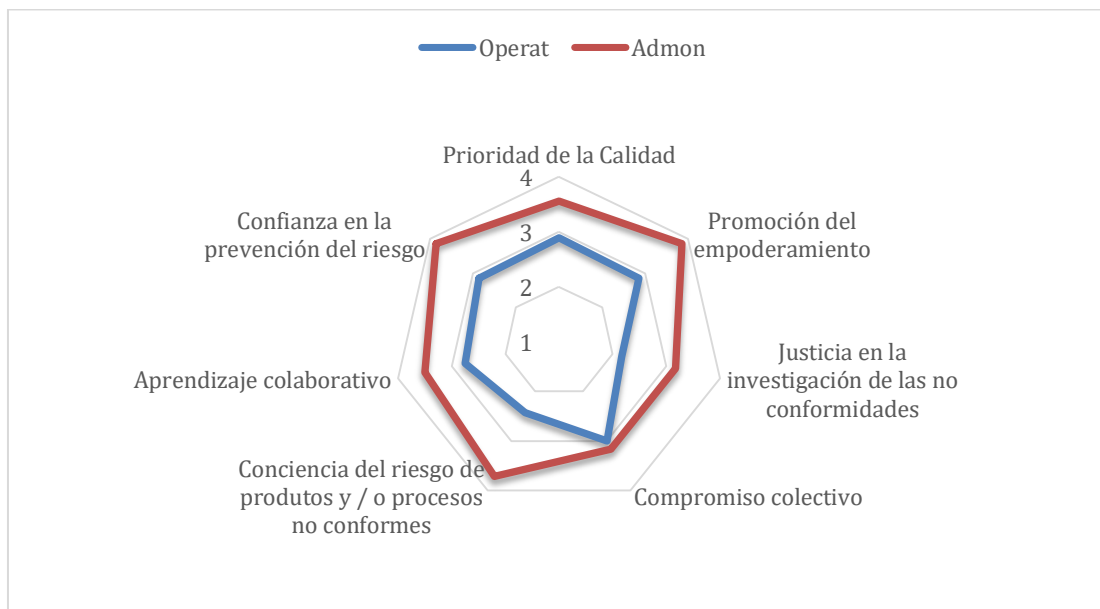 Operat Admon
Prioridad de la Calidad
4
3
2
1
Promoción del
empoderamiento
Justicia en la
investigación de las no
conformidades
Compromiso colectivo
Conciencia del riesgo de
produtos y / o procesos
no conformes
Aprendizaje colaborativo
Confianza en la
prevención del riesgo